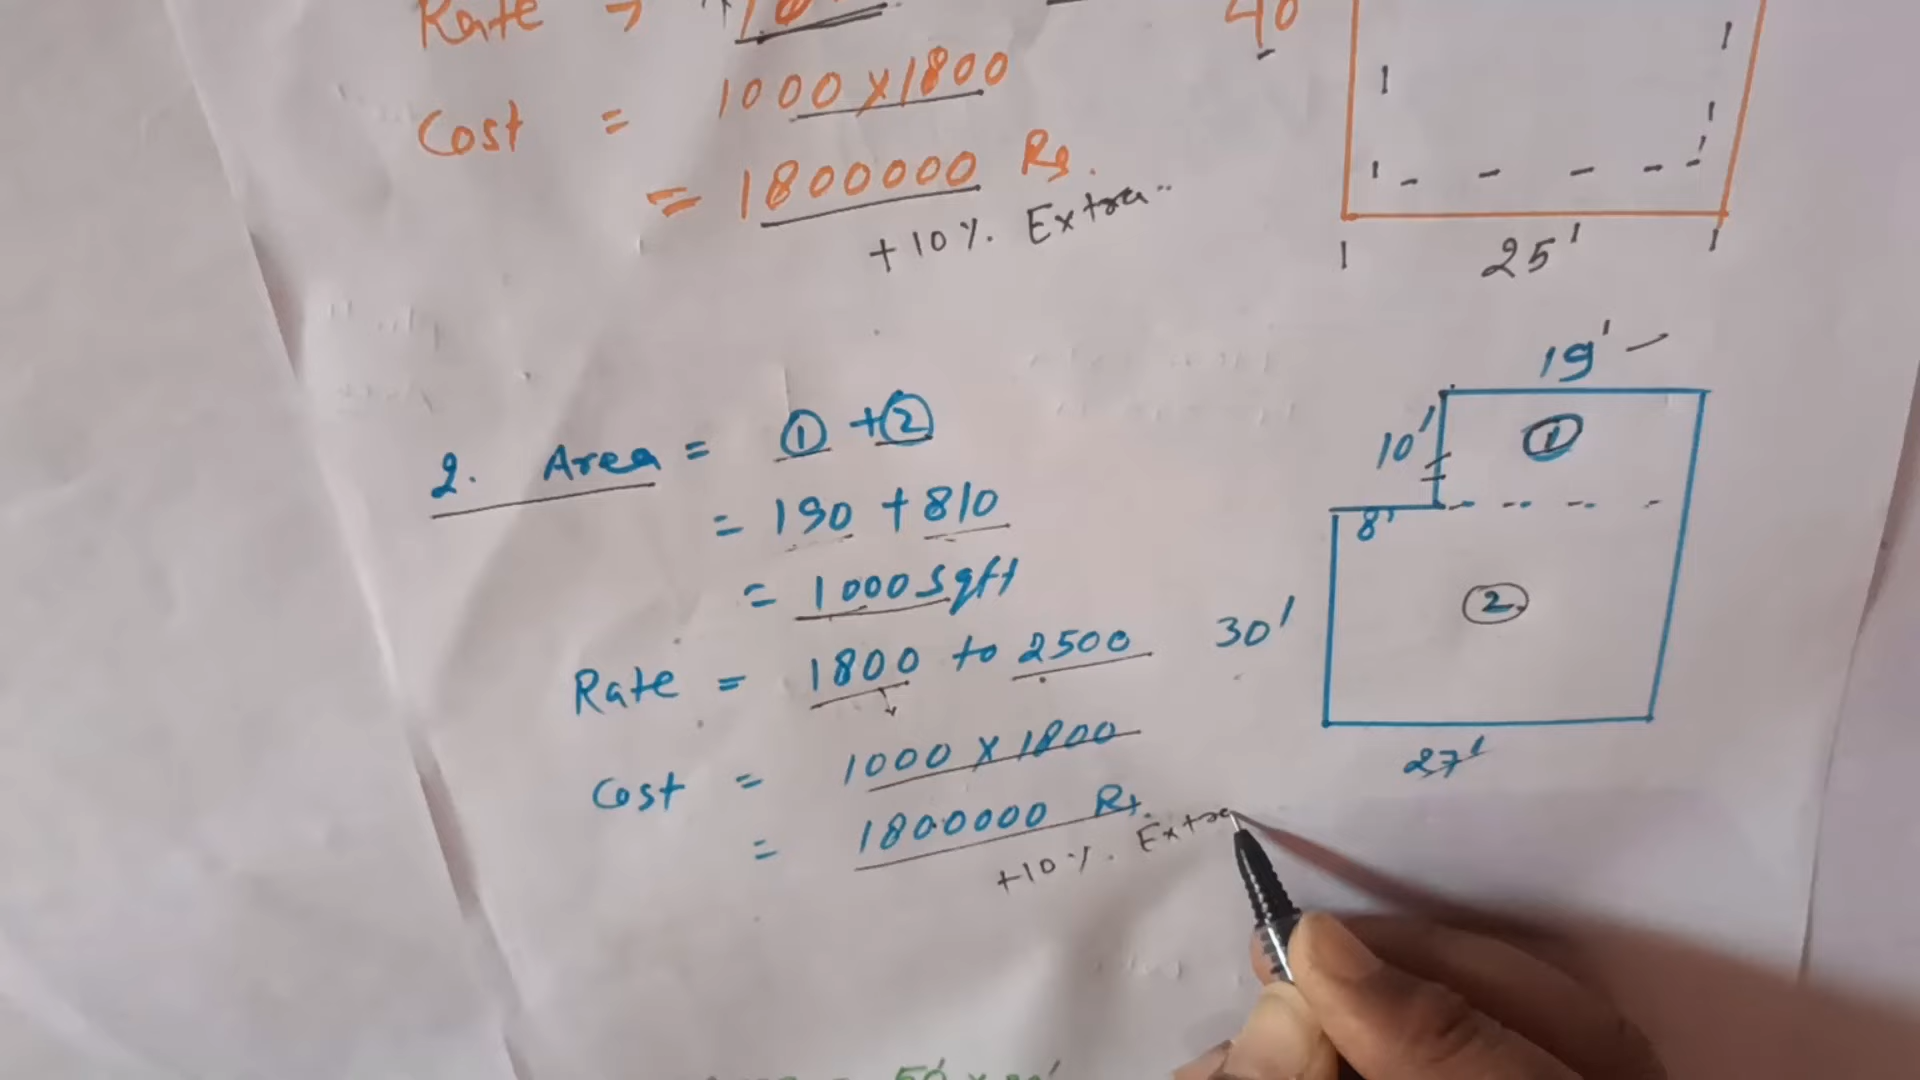 Rate →
40
1000 x 1800
Cost =
= 1800000 Rs.
+ 10 %. Extra..
25'
19'
2. Area = ① + ②
10'
①
= 190 + 810
8'
= 1000 Sqft
②
Rate = 1800 to 2500
30'
Cost = 1000 x 1800
27'
= 1800000 Rs.
+10 %. Extra